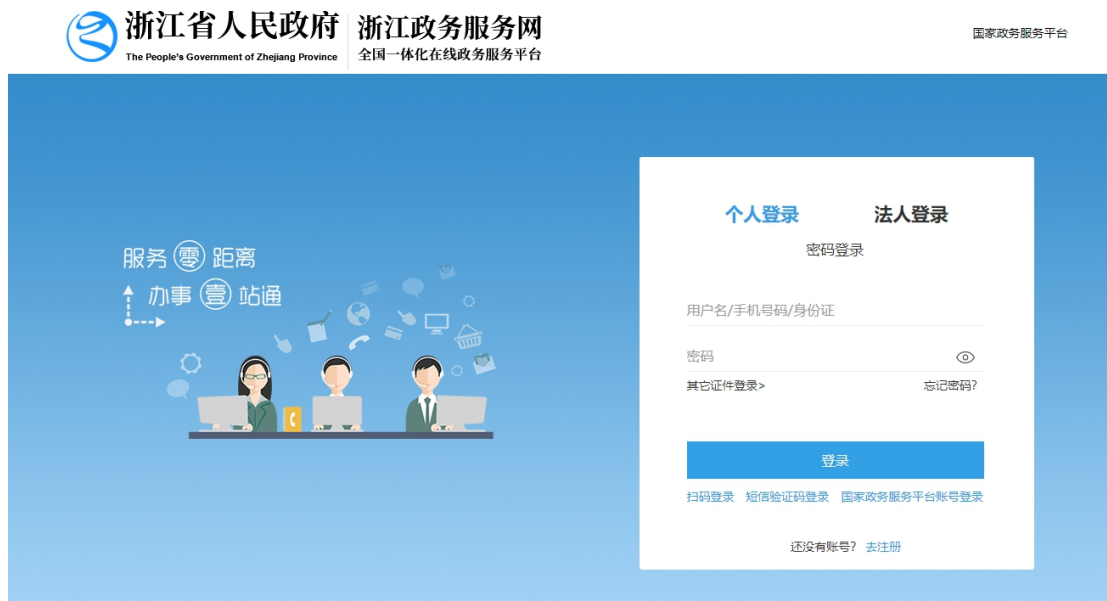 浙江省人民政府
The People's Government of Zhejiang Province
浙江政务服务网
全国一体化在线政务服务平台
国家政务服务平台
服务零距离
办事壹站通
个人登录 法人登录
密码登录
用户名/手机号码/身份证
密码
其它证件登录> 忘记密码?
登录
扫码登录 短信验证码登录 国家政务服务平台账号登录
还没有账号? 去注册